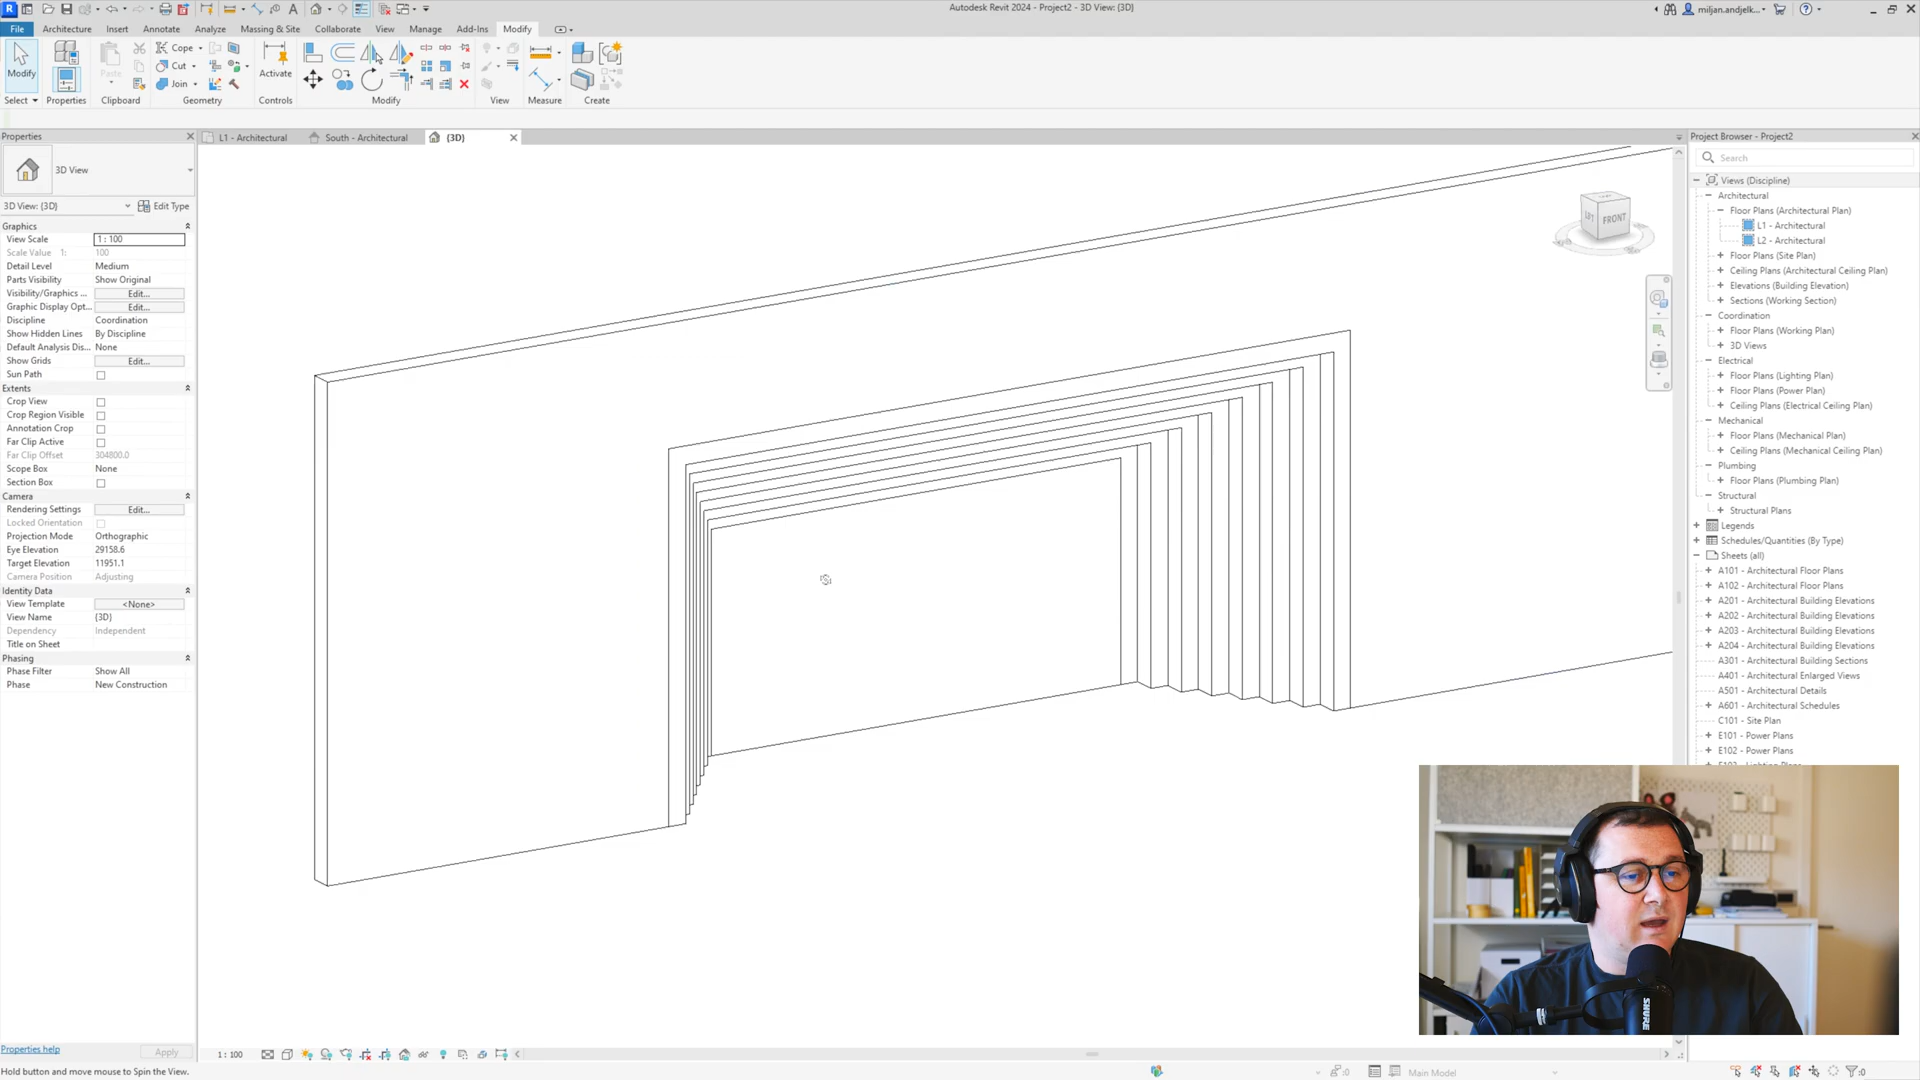 Autodesk Revit 2024 - Project2 - 3D View: {3D}
miljan.andjelk...
File
Architecture
Insert
Annotate
Analyze
Massing & Site
Collaborate
View
Manage
Add-Ins
Modify
Modify
Paste
Cope
Cut
Join
Activate
Select
Properties
Clipboard
Geometry
Controls
Modify
View
Measure
Create
Properties
L1 - Architectural
South - Architectural
{3D}
Project Browser - Project2
3D View
3D View: {3D}
Edit Type
Graphics
View Scale
1 : 100
Scale Value 1:
100
Detail Level
Medium
Parts Visibility
Show Original
Visibility/Graphics ...
Edit...
Graphic Display Opt...
Edit...
Discipline
Coordination
Show Hidden Lines
By Discipline
Default Analysis Dis...
None
Show Grids
Edit...
Sun Path
Extents
Crop View
Crop Region Visible
Annotation Crop
Far Clip Active
Far Clip Offset
304800.0
Scope Box
None
Section Box
Camera
Rendering Settings
Edit...
Locked Orientation
Projection Mode
Orthographic
Eye Elevation
29158.6
Target Elevation
11951.1
Camera Position
Adjusting
Identity Data
View Template
<None>
View Name
{3D}
Dependency
Independent
Title on Sheet
Phasing
Phase Filter
Show All
Phase
New Construction
Properties help
Apply
LEFT
FRONT
Search
Views (Discipline)
Architectural
Floor Plans (Architectural Plan)
L1 - Architectural
L2 - Architectural
Floor Plans (Site Plan)
Ceiling Plans (Architectural Ceiling Plan)
Elevations (Building Elevation)
Sections (Working Section)
Coordination
Floor Plans (Working Plan)
3D Views
Electrical
Floor Plans (Lighting Plan)
Floor Plans (Power Plan)
Ceiling Plans (Electrical Ceiling Plan)
Mechanical
Floor Plans (Mechanical Plan)
Ceiling Plans (Mechanical Ceiling Plan)
Plumbing
Floor Plans (Plumbing Plan)
Structural
Structural Plans
Legends
Schedules/Quantities (By Type)
Sheets (all)
A101 - Architectural Floor Plans
A102 - Architectural Floor Plans
A201 - Architectural Building Elevations
A202 - Architectural Building Elevations
A203 - Architectural Building Elevations
A204 - Architectural Building Elevations
A301 - Architectural Building Sections
A401 - Architectural Enlarged Views
A501 - Architectural Details
A601 - Architectural Schedules
C101 - Site Plan
E101 - Power Plans
E102 - Power Plans
SHURE
1 : 100
Hold button and move mouse to Spin the View.
:0
Main Model
:0